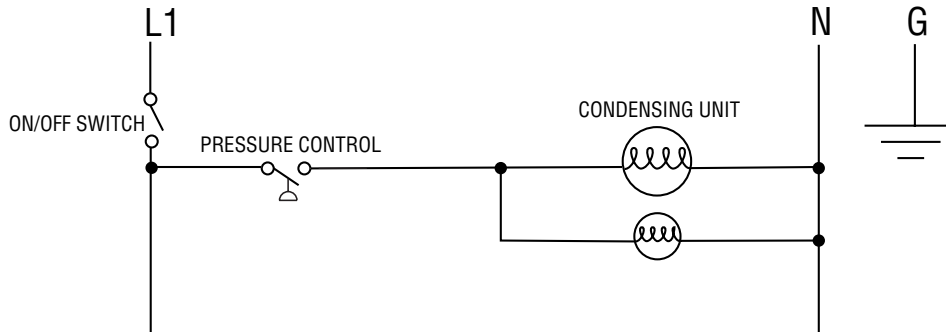 L1
N
G
ON/OFF SWITCH
PRESSURE CONTROL
CONDENSING UNIT